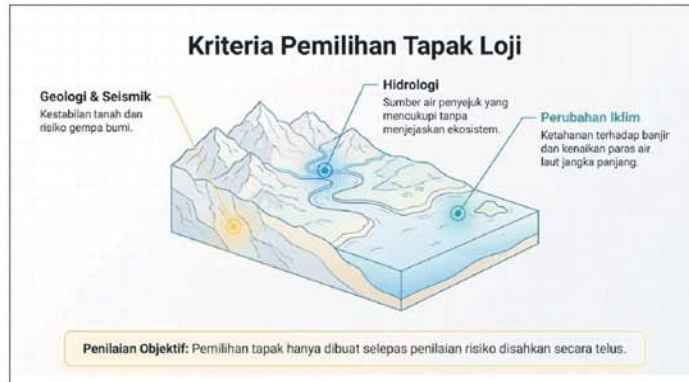 Kriteria Pemilihan Tapak Loji
Geologi & Seismik
Kestabilan tanah dan
risiko gempa bumi.
Hidrologi
Sumber air penyejuk yang
mencukupi tanpa
menjejaskan ekosistem.
Perubahan Iklim
Ketahanan terhadap banjir
dan kenaikan paras air
laut jangka panjang.
Penilaian Objektif: Pemilihan tapak hanya dibuat selepas penilaian risiko disahkan secara telus.